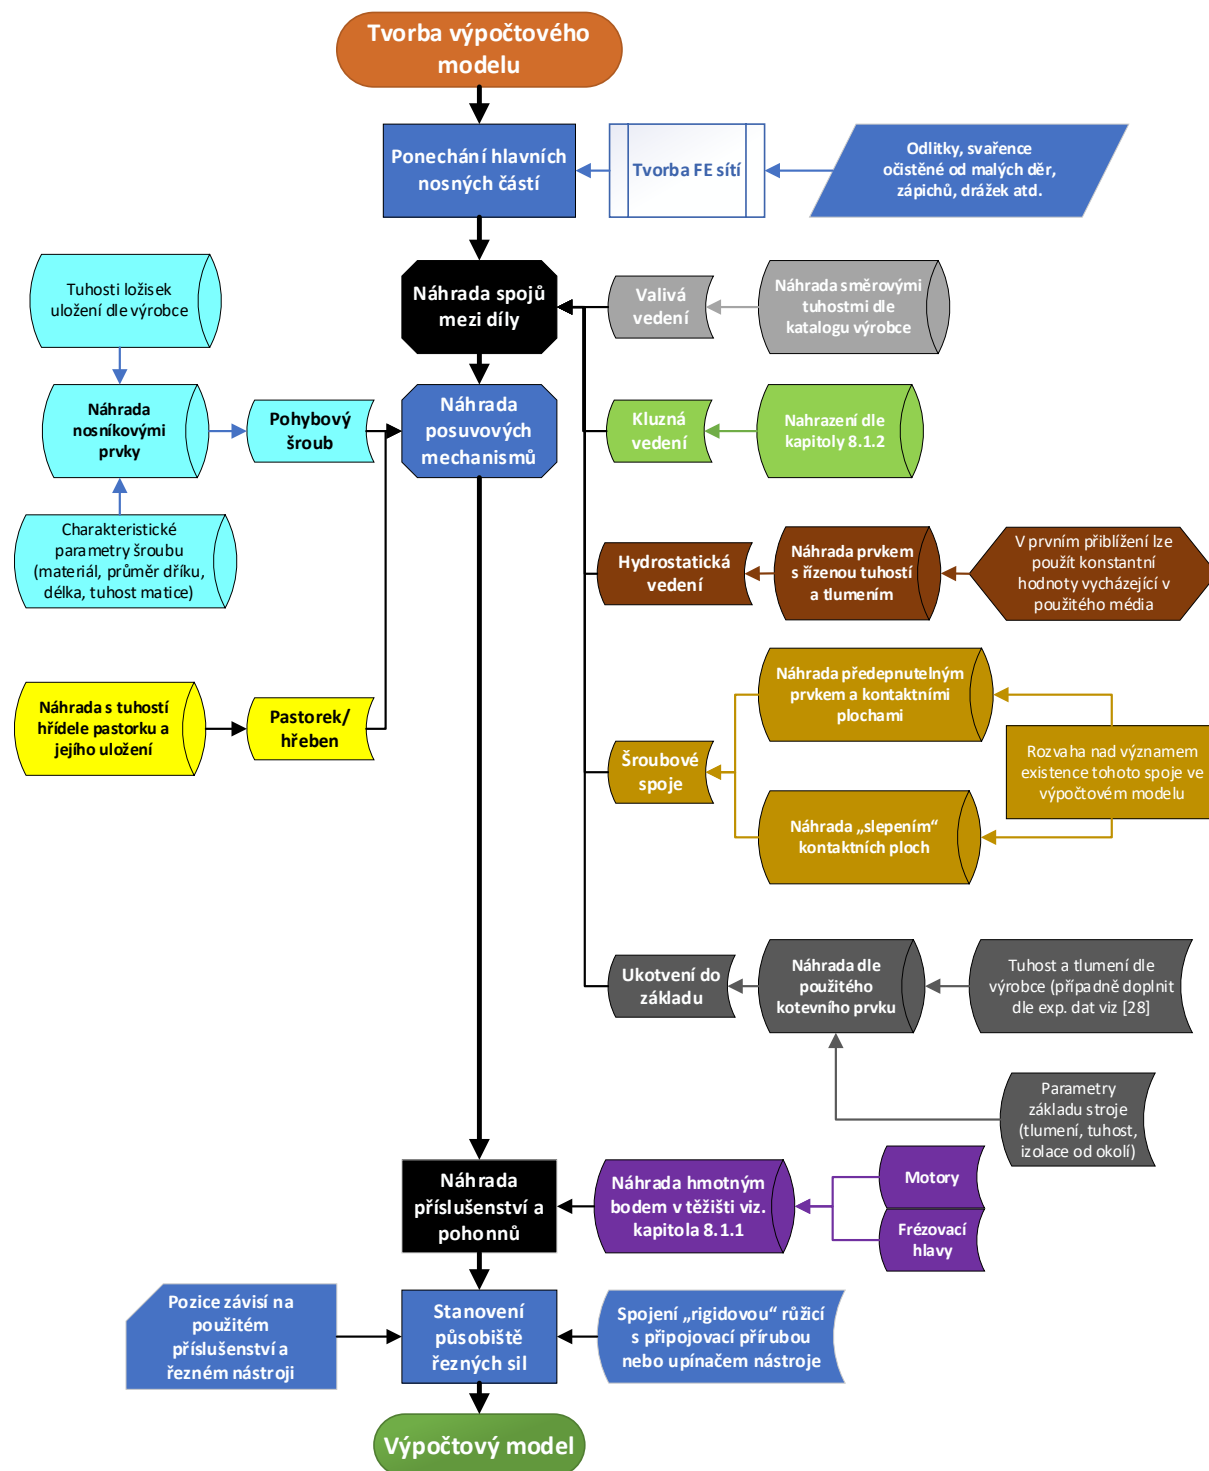 Tvorba výpočtového
modelu
Ponechání hlavních
nosných částí
Tvorba FE sítí
Odlitky, svařence
očistěné od malých děr,
zápichů, drážek atd.
Tuhosti ložisek
uložení dle výrobce
Náhrada spojů
mezi díly
Valivá
vedení
Náhrada směrovými
tuhostmi dle
katalogu výrobce
Náhrada
nosníkovými
prvky
Pohybový
šroub
Náhrada
posuvových
mechanismů
Kluzná
vedení
Nahrazení dle
kapitoly 8.1.2
Charakteristické
parametry šroubu
(materiál, průměr dříku,
délka, tuhost matice)
Hydrostatická
vedení
Náhrada prvkem
s řízenou tuhostí
a tlumením
V prvním přiblížení lze
použít konstantní
hodnoty vycházející v
použitého média
Náhrada s tuhostí
hřídele pastorku a
jejího uložení
Pastorek/
hřeben
Náhrada předepnutelným
prvkem a kontaktními
plochami
Šroubové
spoje
Rozvaha nad významem
existence tohoto spoje ve
výpočtovém modelu
Náhrada „slepením“
kontaktních ploch
Ukotvení do
základu
Náhrada dle
použitého
kotevního prvku
Tuhost a tlumení dle
výrobce (případně doplnit
dle exp. dat viz [28]
Parametry
základu stroje
(tlumení, tuhost,
izolace od okolí)
Náhrada
příslušenství a
pohonnů
Náhrada hmotným
bodem v těžišti viz.
kapitola 8.1.1
Motory
Frézovací
hlavy
Pozice závisí na
použitém
příslušenství a
řezném nástroji
Stanovení
působiště
řezných sil
Spojení „rigidovou“ růžicí
s připojovací přírubou
nebo upínačem nástroje
Výpočtový model